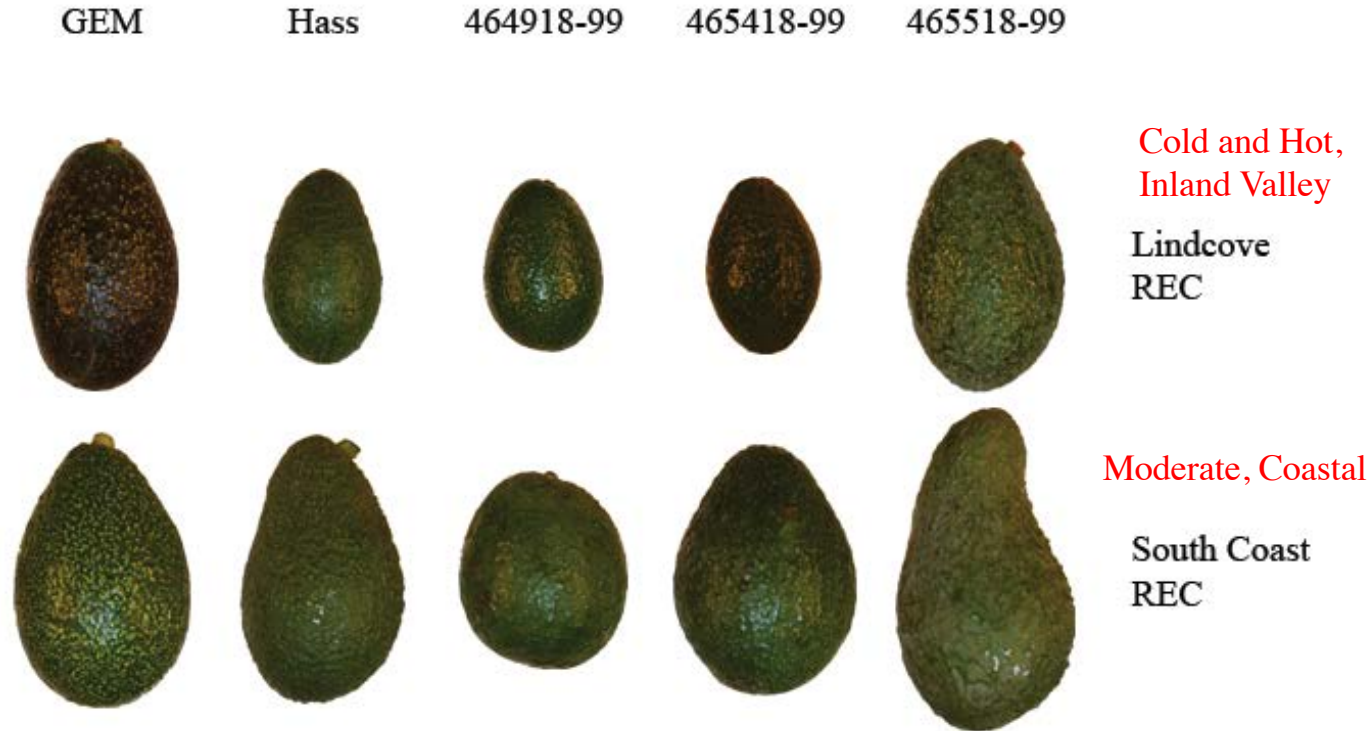 GEM Hass 464918-99 465418-99 465518-99
Cold and Hot,
Inland Valley
Lindcove
REC
Moderate, Coastal
South Coast
REC